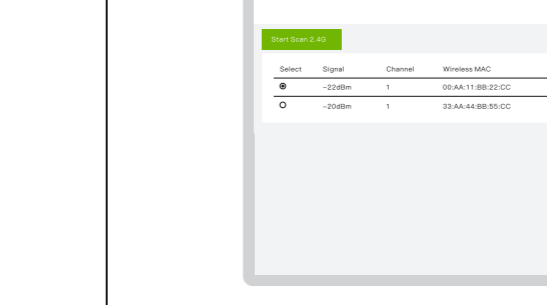 Start Scan 2.4G
Select Signal Channel Wireless MAC
-22dBm 1 00:AA:11:BB:22:CC
-20dBm 1 33:AA:44:BB:55:CC